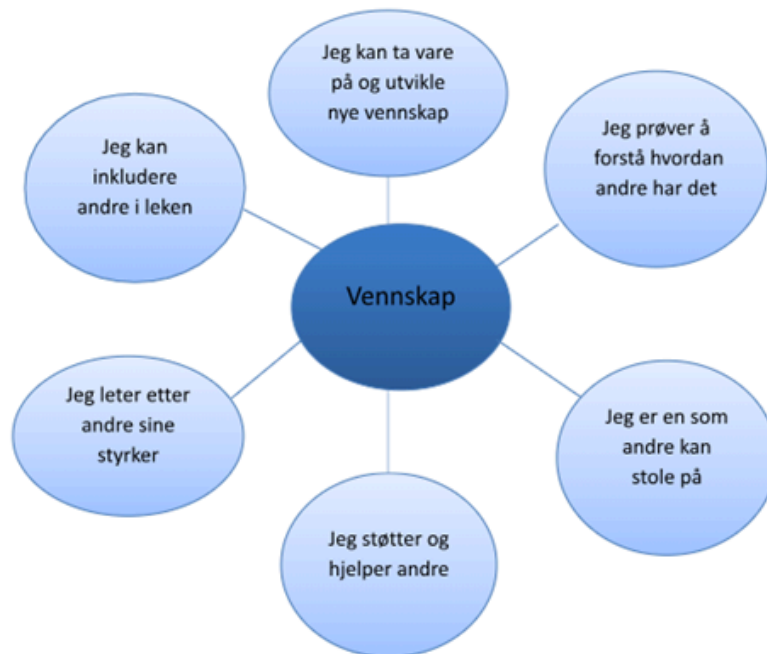 Jeg kan ta vare
på og utvikle
nye vennskap
Jeg prøver å
forstå hvordan
andre har det
Jeg er en som
andre kan
stole på
Jeg støtter og
hjelper andre
Jeg leter etter
andre sine
styrker
Jeg kan
inkludere
andre i leken
Vennskap